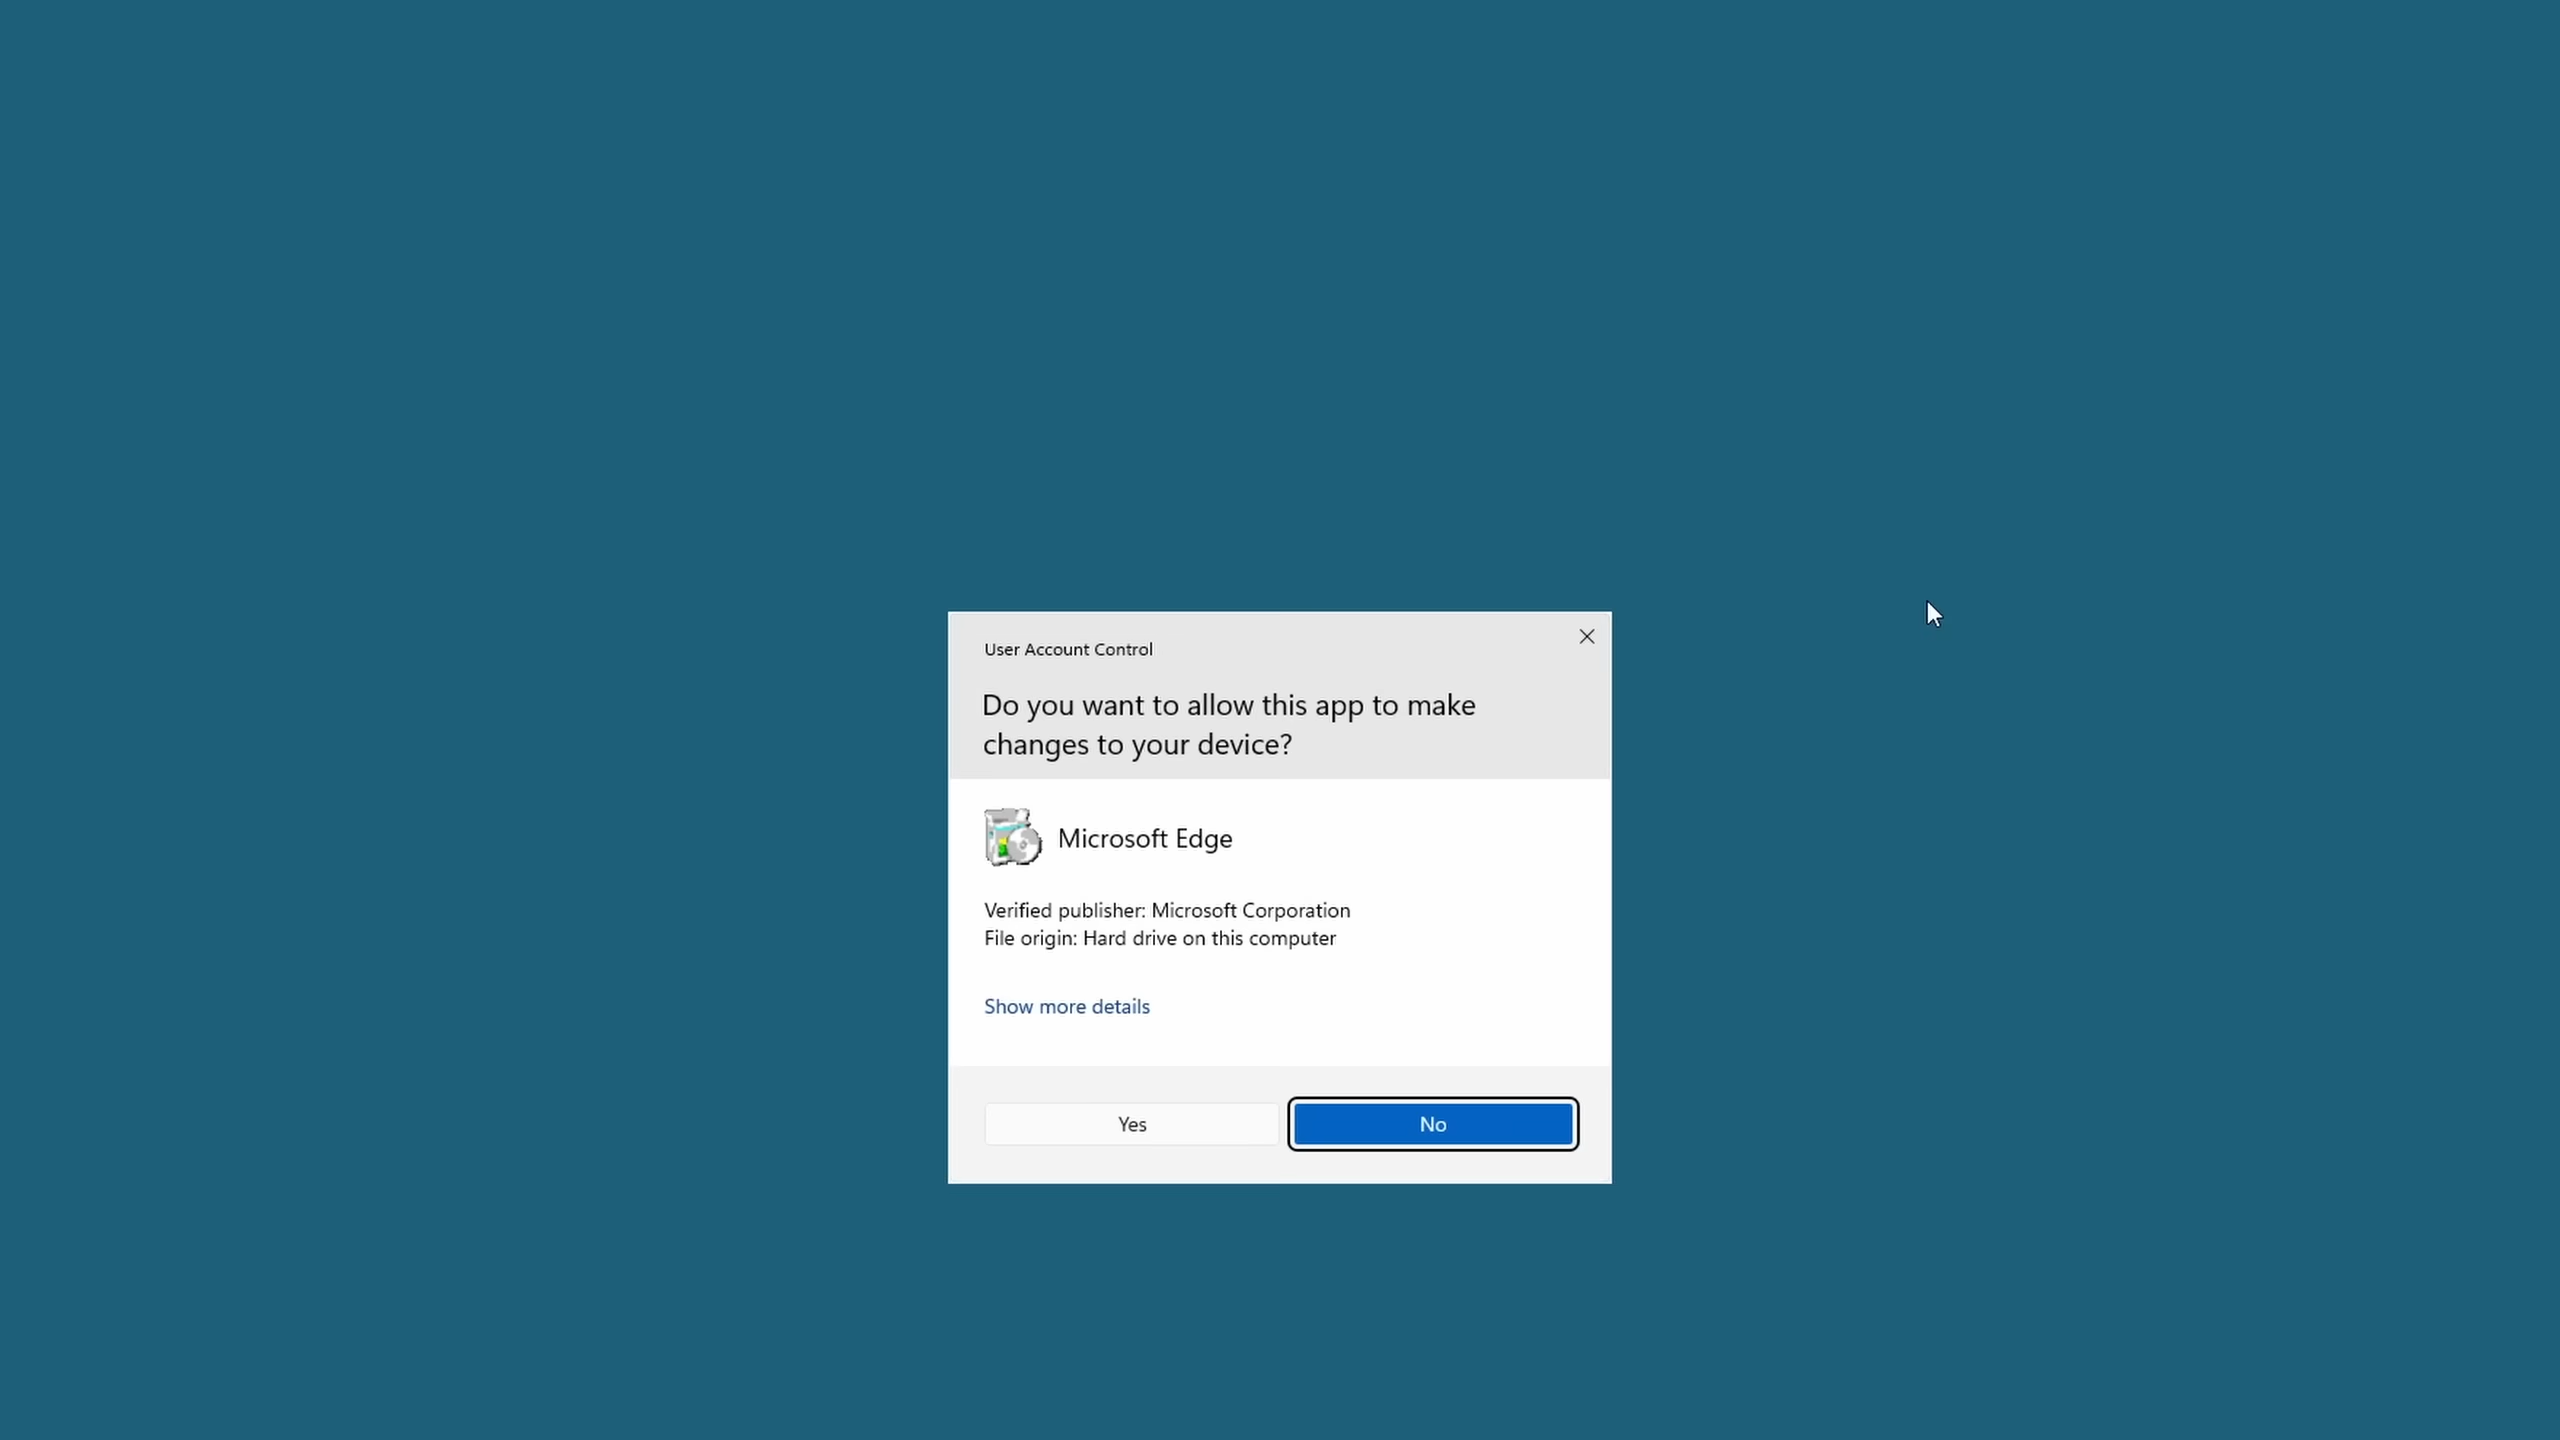 User Account Control
Do you want to allow this app to make
changes to your device?
Microsoft Edge
Verified publisher: Microsoft Corporation
File origin: Hard drive on this computer
Show more details
Yes
No